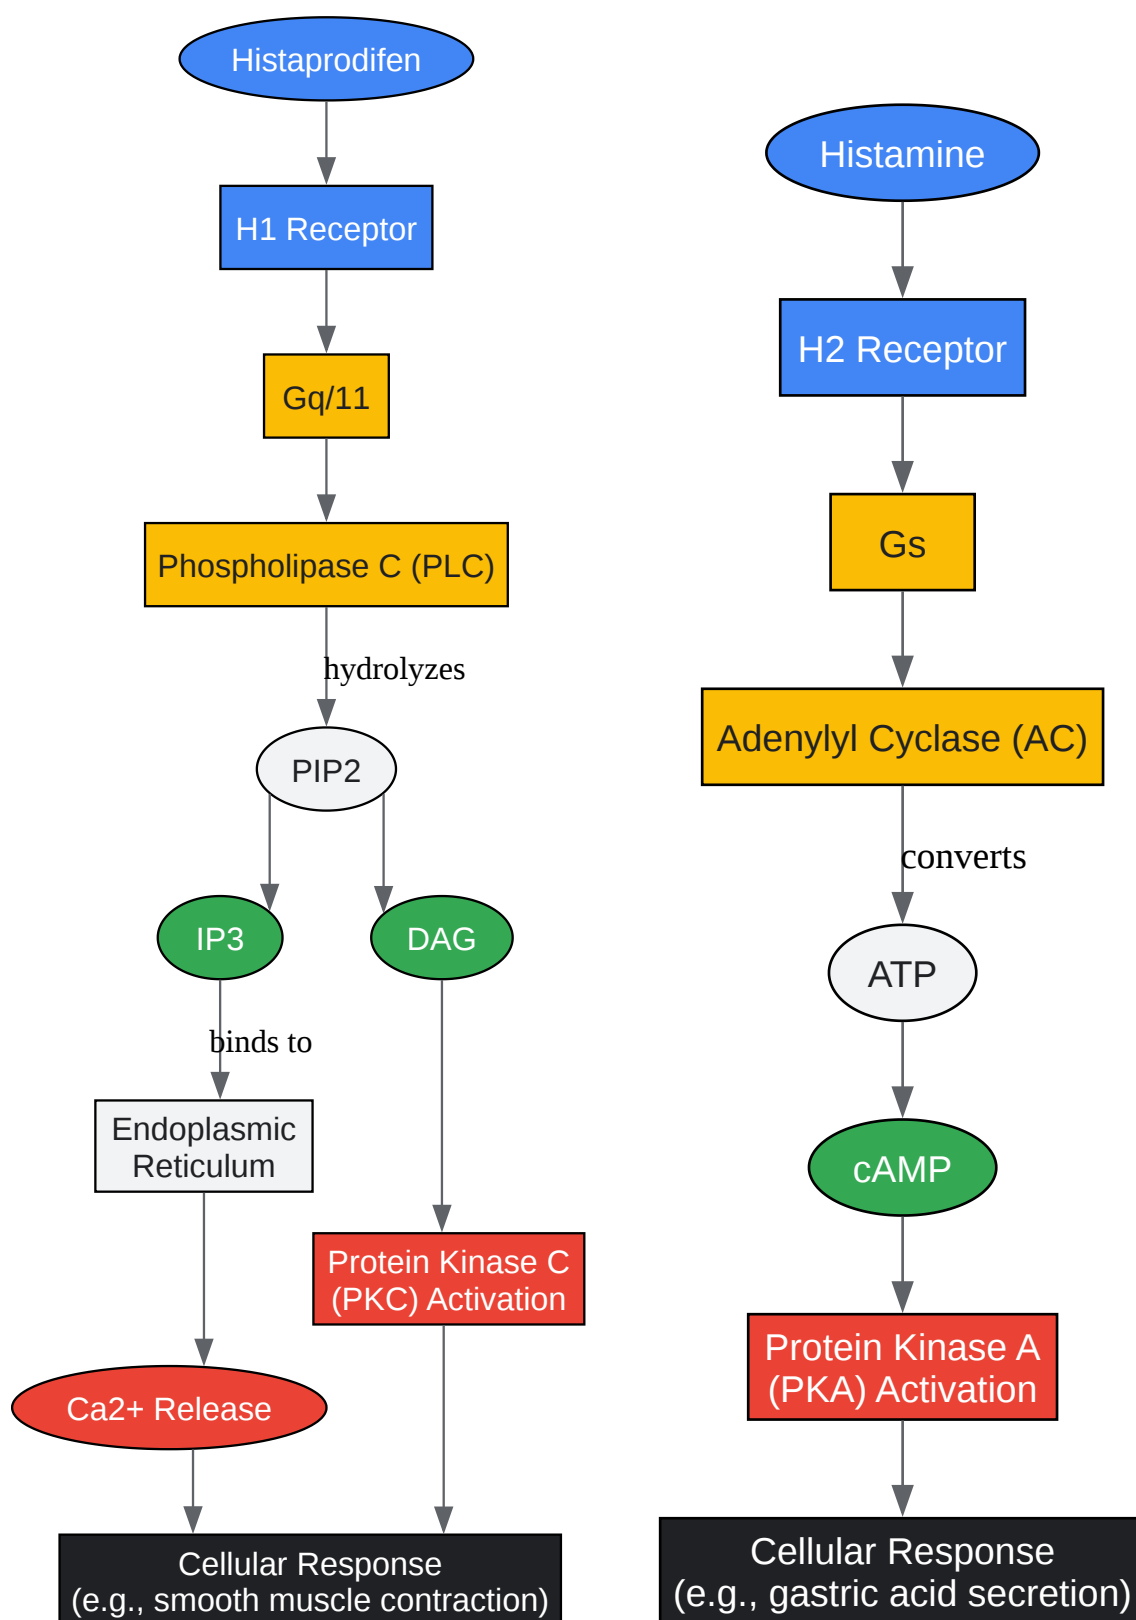 Histaprodifen
H1 Receptor
Gq/11
Phospholipase C (PLC)
hydrolyzes
PIP2
IP3
DAG
binds to
Endoplasmic
Reticulum
Protein Kinase C
(PKC) Activation
Ca2+ Release
Cellular Response
(e.g., smooth muscle contraction)
Histamine
H2 Receptor
Gs
Adenylyl Cyclase (AC)
converts
ATP
cAMP
Protein Kinase A
(PKA) Activation
Cellular Response
(e.g., gastric acid secretion)